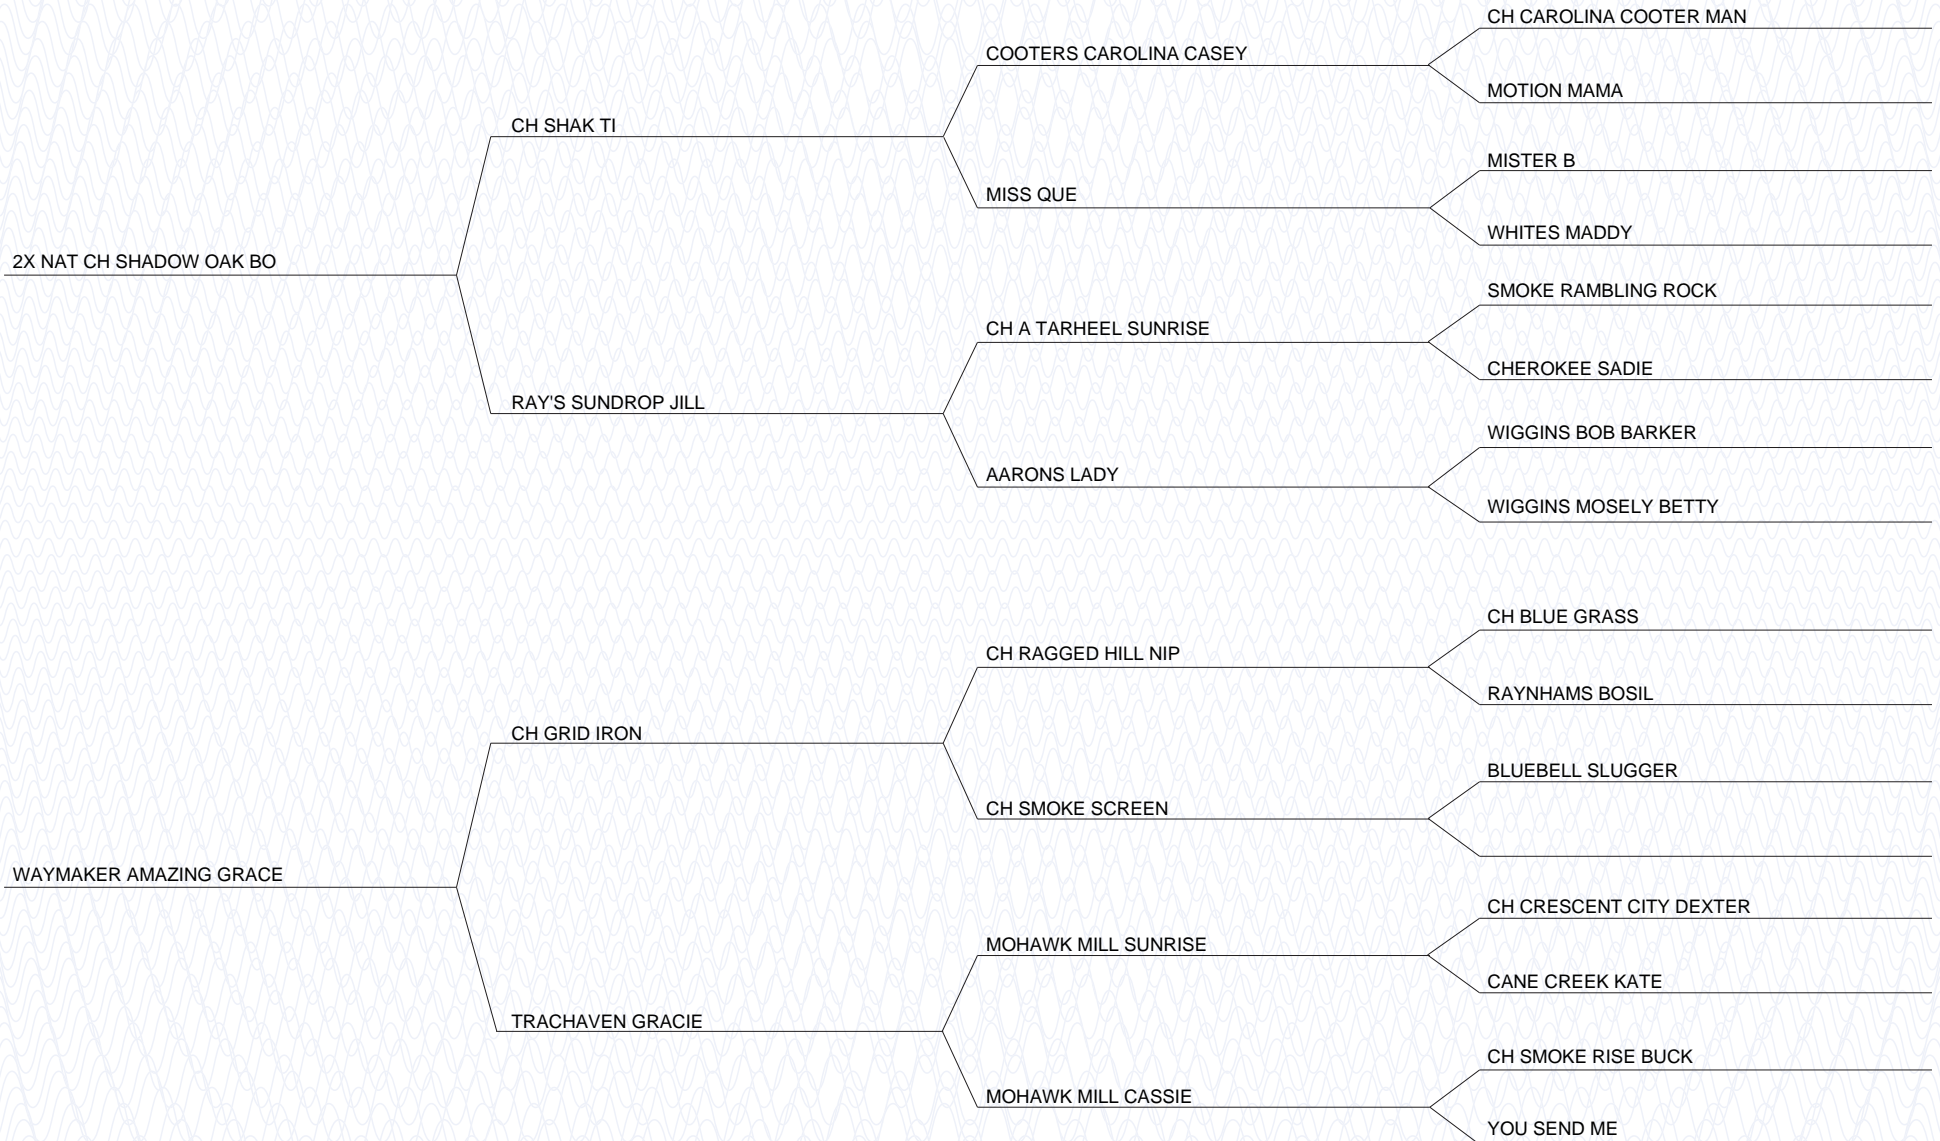 CH CAROLINA COOTER MAN
COOTERS CAROLINA CASEY
MOTION MAMA
CH SHAK TI
MISTER B
MISS QUE
WHITES MADDY
2X NAT CH SHADOW OAK BO
SMOKE RAMBLING ROCK
CH A TARHEEL SUNRISE
CHEROKEE SADIE
RAY'S SUNDROP JILL
WIGGINS BOB BARKER
AARONS LADY
WIGGINS MOSELY BETTY
CH BLUE GRASS
CH RAGGED HILL NIP
RAYNHAMS BOSIL
CH GRID IRON
BLUEBELL SLUGGER
CH SMOKE SCREEN
WAYMAKER AMAZING GRACE
CH CRESCENT CITY DEXTER
MOHAWK MILL SUNRISE
CANE CREEK KATE
TRACHAVEN GRACIE
CH SMOKE RISE BUCK
MOHAWK MILL CASSIE
YOU SEND ME